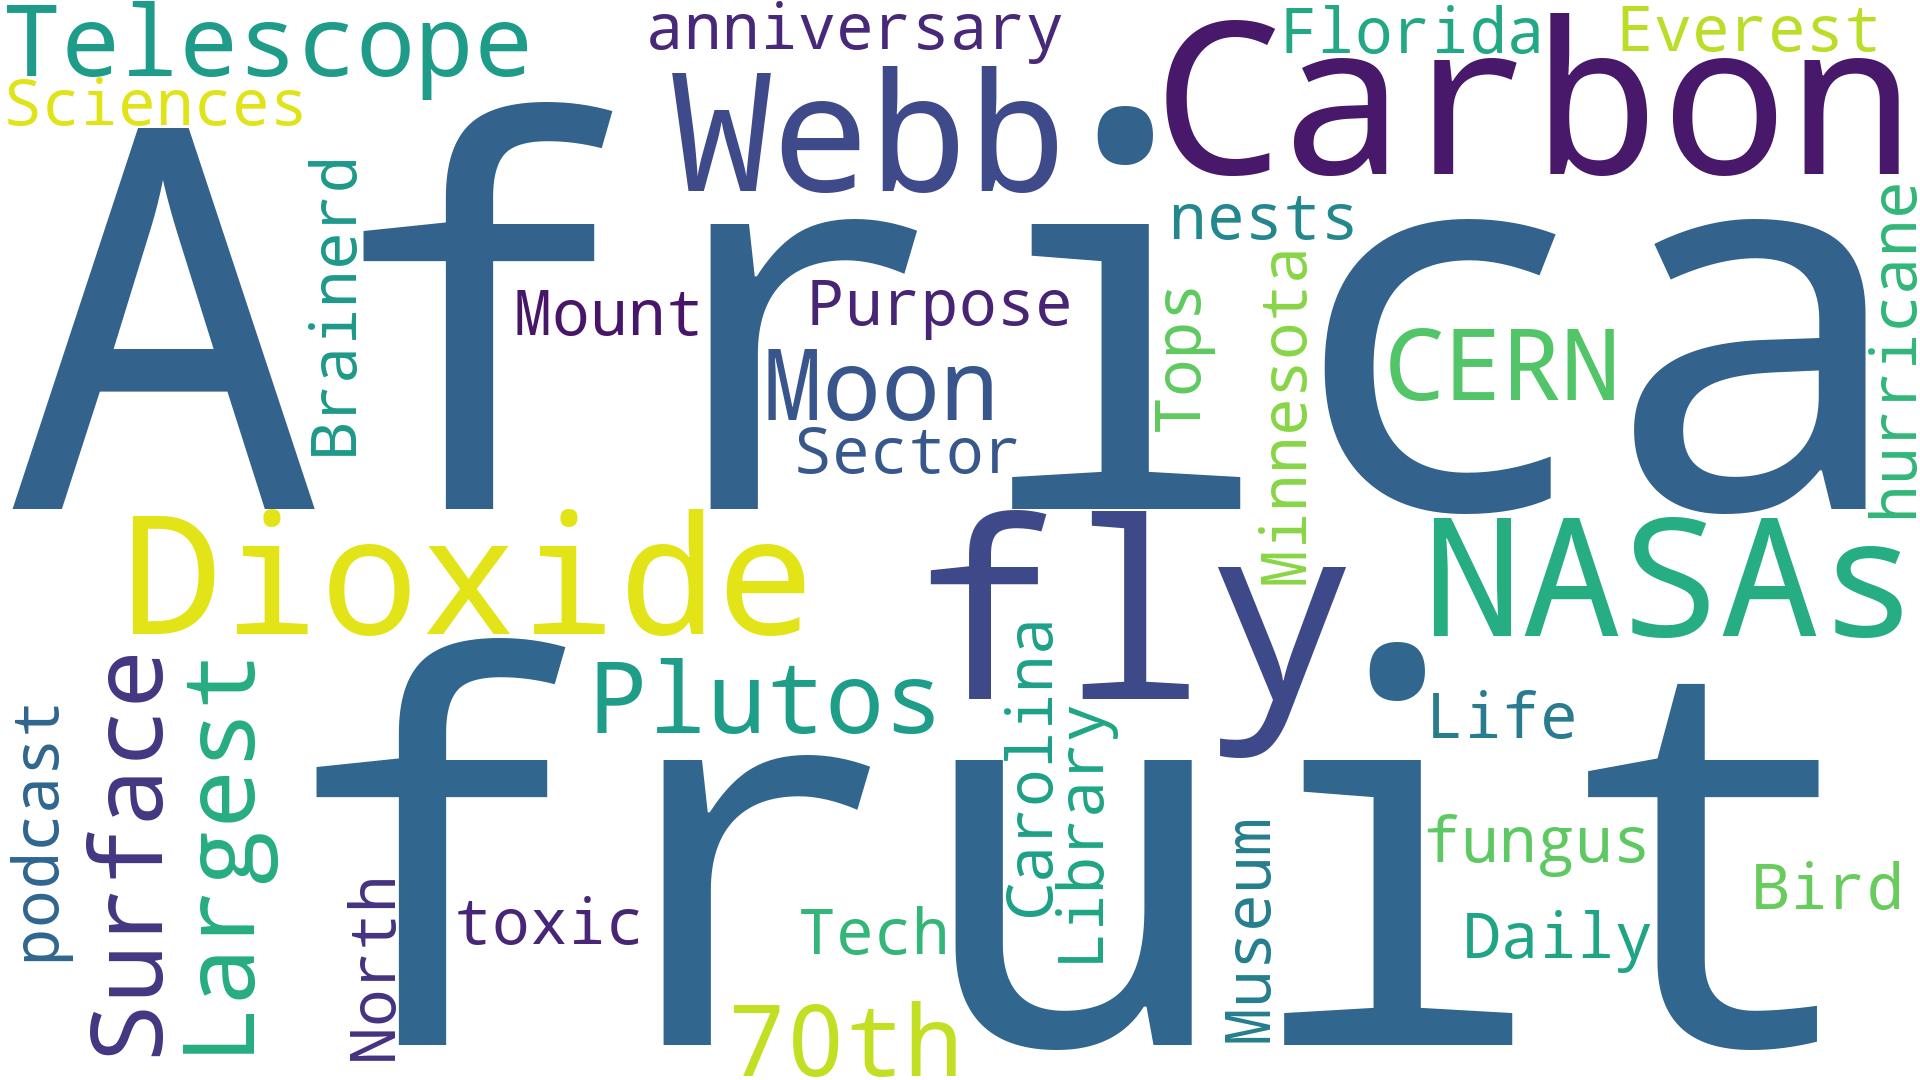 Telescope
anniversary
Florida
Everest
Sciences
Webb
Carbon
Africa
Brainerd
nests
hurricane
Mount
Purpose
Tops
Minnesota
CERN
Moon
Sector
Dioxide
fly
NASAs
Surface
Largest
Plutos
Carolina
Library
Life
podcast
fruit
North
toxic
Tech
Museum
fungus
Bird
Daily
70th